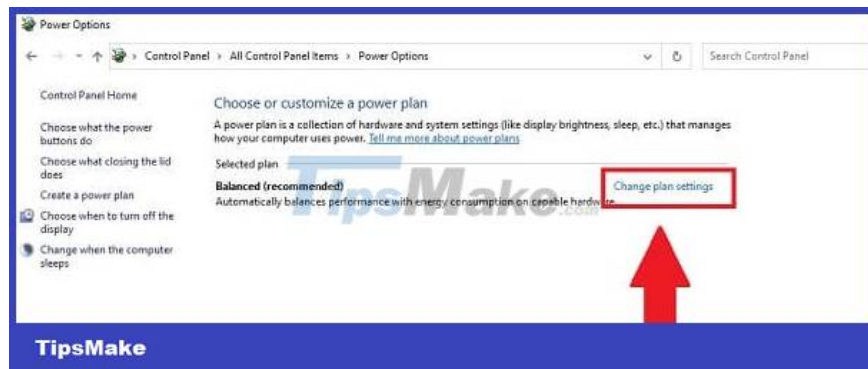 Power Options
Control Panel > All Control Panel Items > Power Options
Search Control Panel
Control Panel Home
Choose what the power
buttons do
Choose what closing the lid
does
Create a power plan
Choose when to turn off the
display
Change when the computer
sleeps
Choose or customize a power plan
A power plan is a collection of hardware and system settings (like display brightness, sleep, etc.) that manages
how your computer uses power. Tell me more about power plans
Selected plan
Balanced (recommended)
Change plan settings
Automatically balances performance with energy consumption on capable hardware.
TipsMake.com
TipsMake